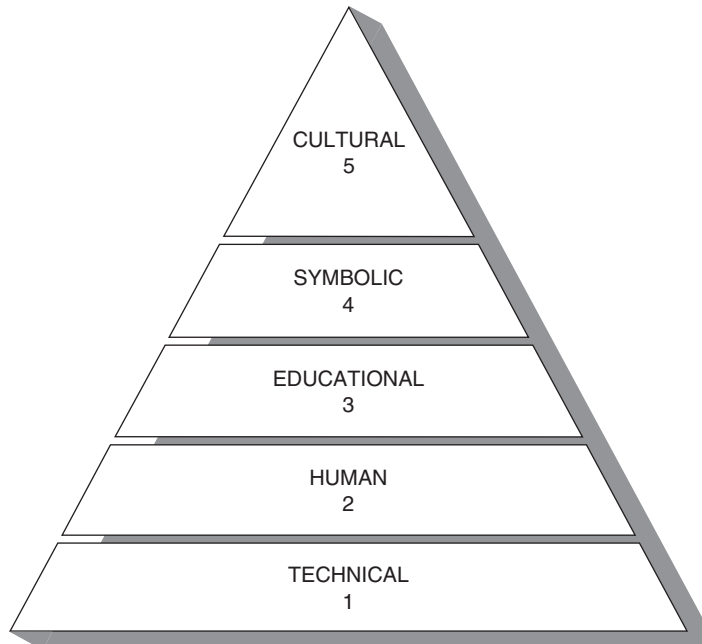 CULTURAL
5
SYMBOLIC
4
EDUCATIONAL
3
HUMAN
2
TECHNICAL
1